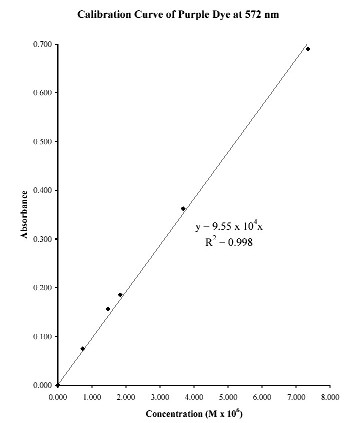 Calibration Curve of Purple Dye at 572 nm
0.700
0.600
0.500
0.400
0.300
0.200
0.100
0.000
Absorbance
y = 9.55 x 10⁴x
R² = 0.998
0.000 1.000 2.000 3.000 4.000 5.000 6.000 7.000 8.000
Concentration (M x 10⁶)